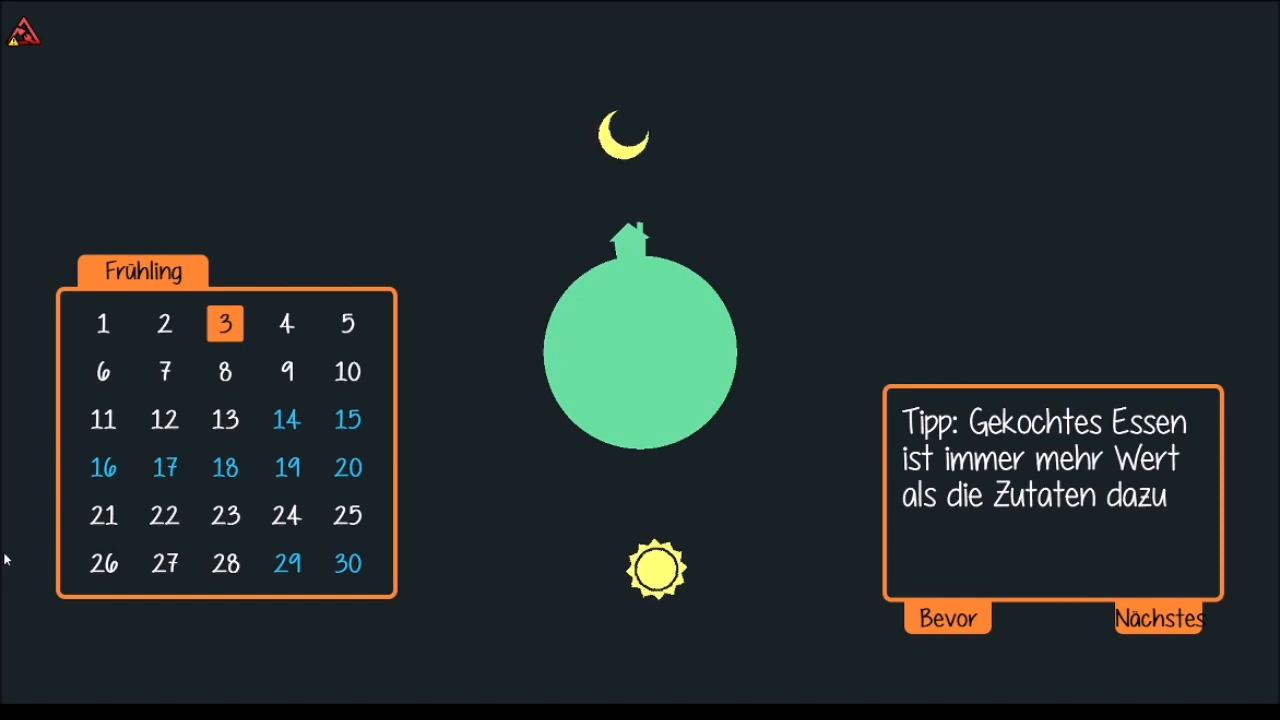 Frühling
1 2 3 4 5
6 7 8 9 10
11 12 13 14 15
16 17 18 19 20
21 22 23 24 25
26 27 28 29 30
Tipp: Gekochtes Essen
ist immer mehr Wert
als die Zutaten dazu
Bevor
Nächstes